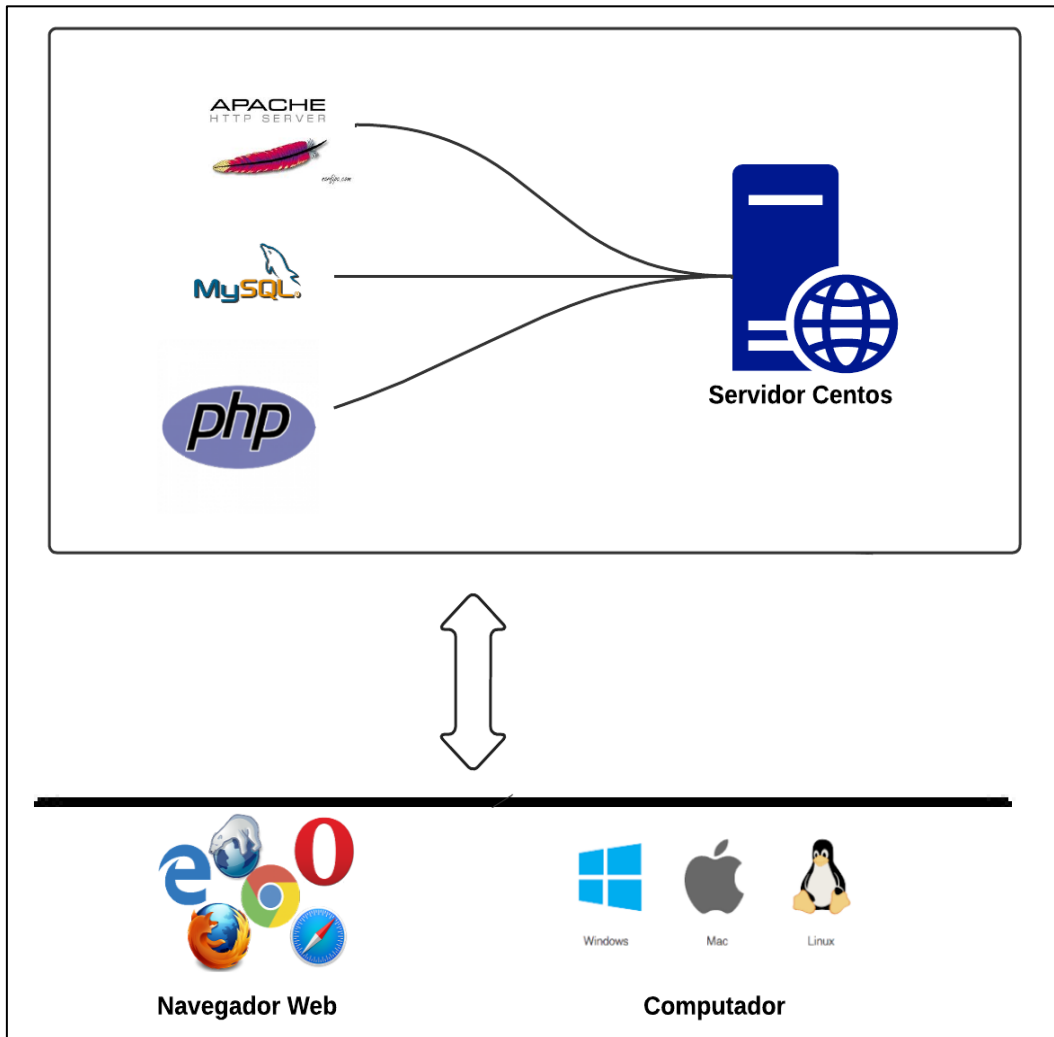 APACHE
HTTP SERVER
MySQL
php
Servidor Centos
Windows
Mac
Linux
Navegador Web
Computador